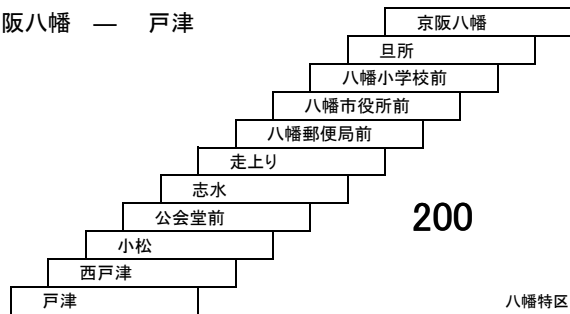 阪八幡 ― 戸津
京阪八幡
旦所
八幡小学校前
八幡市役所前
八幡郵便局前
走上り
志水
公会堂前
200
小松
西戸津
戸津
八幡特区